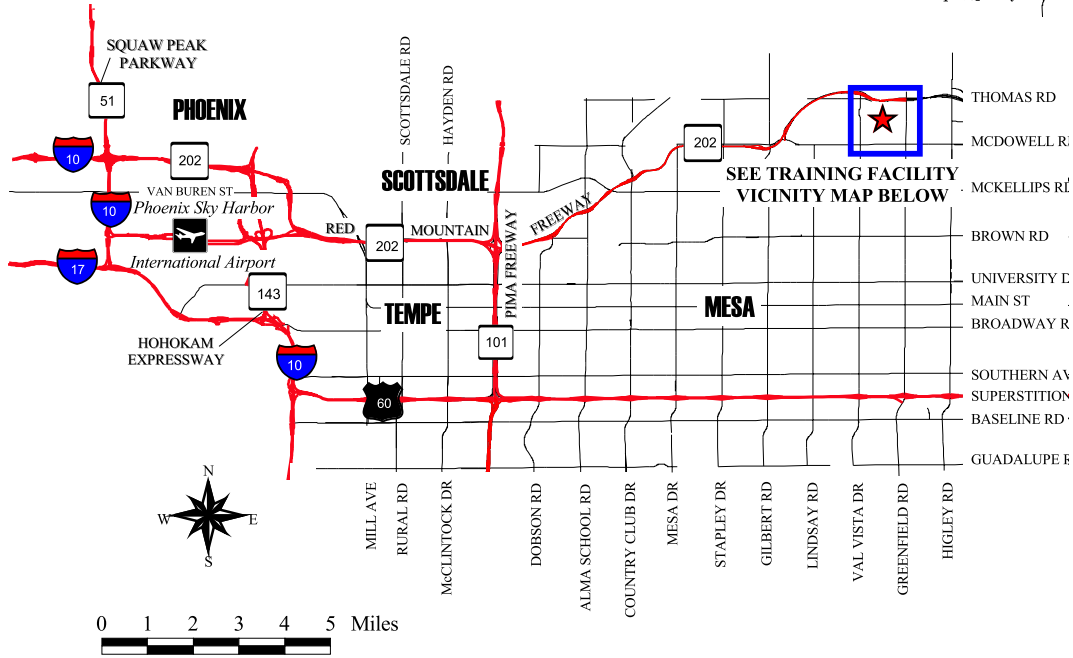 SQUAW PEAK
PARKWAY
51
PHOENIX
SCOTTSDALE RD
HAYDEN RD
THOMAS RD
10
202
202
MCDOWELL R
SEE TRAINING FACILITY
VICINITY MAP BELOW
SCOTTSDALE
MCKELLIPS RD
VAN BUREN ST
10
Phoenix Sky Harbor
RED
202
MOUNTAIN
FREEWAY
PIMA FREEWAY
BROWN RD
17
International Airport
UNIVERSITY D
143
MAIN ST
TEMPE
MESA
BROADWAY R
HOHOKAM
EXPRESSWAY
101
10
SOUTHERN AV
60
SUPERSTITION
BASELINE RD
GUADALUPE R
N
W
E
S
MILL AVE
RURAL RD
McCLINTOCK DR
DOBSON RD
ALMA SCHOOL RD
COUNTRY CLUB DR
MESA DR
STAPLEY DR
GILBERT RD
LINDSAY RD
VAL VISTA DR
GREENFIELD RD
HIGLEY RD
0 1 2 3 4 5 Miles